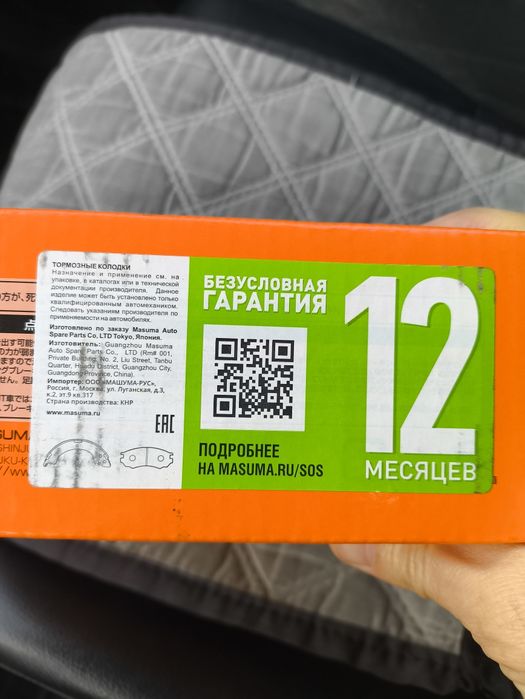 ТОРМОЗНЫЕ КОЛОДКИ
Назначение и применение см. на
упаковке, в каталогах или в технической
документации производителя. Данное
изделие может быть установлено только
квалифицированным автомехаником.
Следовать указаниям производителя по
применяемости на автомобилях.
Изготовлено по заказу Masuma Auto
Spare Parts Co, LTD Tokyo, Япония.
Изготовитель: Guangzhou Masuma
Auto Spare Parts Co., LTD (Rm# 001,
Private Building, No. 2, Liu Street, Tanbu
Quarter, Huadu District, Guangzhou City,
Guangdong Province, China).
Импортер: ООО «МАШУМА-РУС»,
Россия, г. Москва, ул. Луганская, д.3,
к.2, эт.9 кв.317
Страна производства: КНР
www.masuma.ru
EAC
БЕЗУСЛОВНАЯ
ГАРАНТИЯ
12
МЕСЯЦЕВ
ПОДРОБНЕЕ
НА MASUMA.RU/SOS